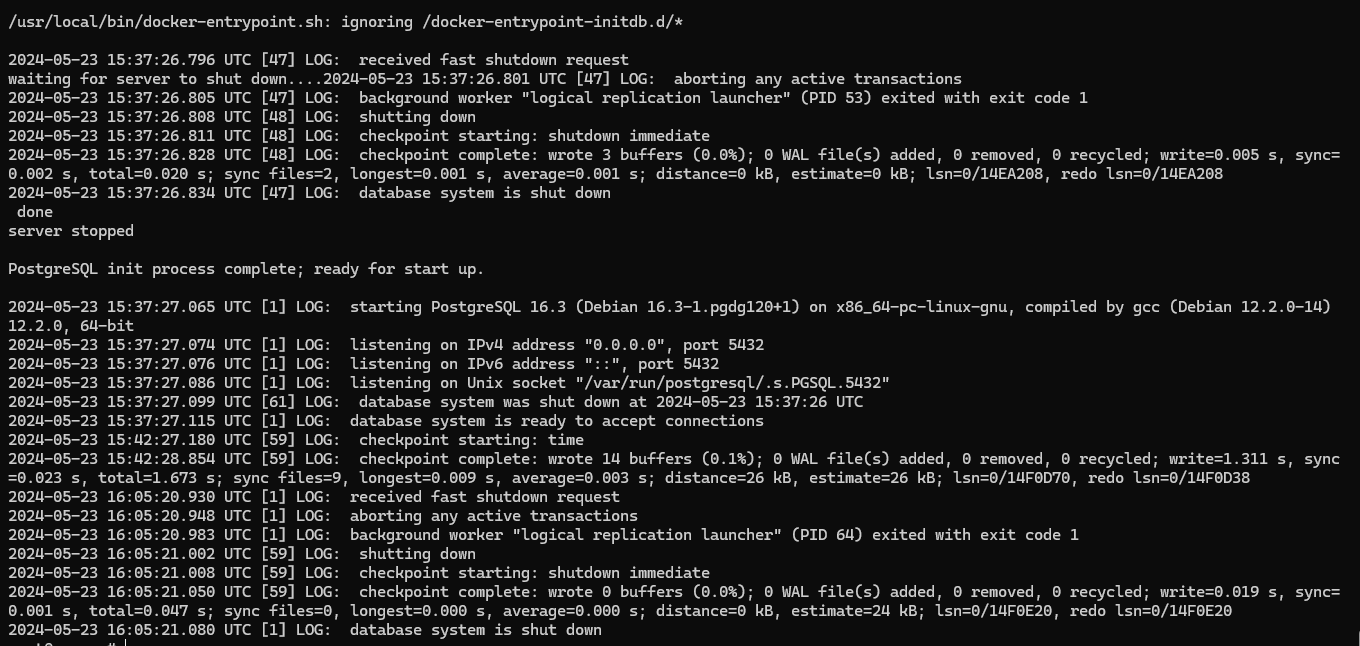 /usr/local/bin/docker-entrypoint.sh: ignoring /docker-entrypoint-initdb.d/*
2024-05-23 15:37:26.796 UTC [47] LOG:  received fast shutdown request
waiting for server to shut down....2024-05-23 15:37:26.801 UTC [47] LOG:  aborting any active transactions
2024-05-23 15:37:26.805 UTC [47] LOG:  background worker "logical replication launcher" (PID 53) exited with exit code 1
2024-05-23 15:37:26.808 UTC [48] LOG:  shutting down
2024-05-23 15:37:26.811 UTC [48] LOG:  checkpoint starting: shutdown immediate
2024-05-23 15:37:26.828 UTC [48] LOG:  checkpoint complete: wrote 3 buffers (0.0%); 0 WAL file(s) added, 0 removed, 0 recycled; write=0.005 s, sync=
0.002 s, total=0.020 s; sync files=2, longest=0.001 s, average=0.001 s; distance=0 kB, estimate=0 kB; lsn=0/14EA208, redo lsn=0/14EA208
2024-05-23 15:37:26.834 UTC [47] LOG:  database system is shut down
 done
server stopped
PostgreSQL init process complete; ready for start up.
2024-05-23 15:37:27.065 UTC [1] LOG:  starting PostgreSQL 16.3 (Debian 16.3-1.pgdg120+1) on x86_64-pc-linux-gnu, compiled by gcc (Debian 12.2.0-14)
12.2.0, 64-bit
2024-05-23 15:37:27.074 UTC [1] LOG:  listening on IPv4 address "0.0.0.0", port 5432
2024-05-23 15:37:27.076 UTC [1] LOG:  listening on IPv6 address "::", port 5432
2024-05-23 15:37:27.086 UTC [1] LOG:  listening on Unix socket "/var/run/postgresql/.s.PGSQL.5432"
2024-05-23 15:37:27.099 UTC [61] LOG:  database system was shut down at 2024-05-23 15:37:26 UTC
2024-05-23 15:37:27.115 UTC [1] LOG:  database system is ready to accept connections
2024-05-23 15:42:27.180 UTC [59] LOG:  checkpoint starting: time
2024-05-23 15:42:28.854 UTC [59] LOG:  checkpoint complete: wrote 14 buffers (0.1%); 0 WAL file(s) added, 0 removed, 0 recycled; write=1.311 s, sync
=0.023 s, total=1.673 s; sync files=9, longest=0.009 s, average=0.003 s; distance=26 kB, estimate=26 kB; lsn=0/14F0D70, redo lsn=0/14F0D38
2024-05-23 16:05:20.930 UTC [1] LOG:  received fast shutdown request
2024-05-23 16:05:20.948 UTC [1] LOG:  aborting any active transactions
2024-05-23 16:05:20.983 UTC [1] LOG:  background worker "logical replication launcher" (PID 64) exited with exit code 1
2024-05-23 16:05:21.002 UTC [59] LOG:  shutting down
2024-05-23 16:05:21.008 UTC [59] LOG:  checkpoint starting: shutdown immediate
2024-05-23 16:05:21.050 UTC [59] LOG:  checkpoint complete: wrote 0 buffers (0.0%); 0 WAL file(s) added, 0 removed, 0 recycled; write=0.019 s, sync=
0.001 s, total=0.047 s; sync files=0, longest=0.000 s, average=0.000 s; distance=0 kB, estimate=24 kB; lsn=0/14F0E20, redo lsn=0/14F0E20
2024-05-23 16:05:21.080 UTC [1] LOG:  database system is shut down